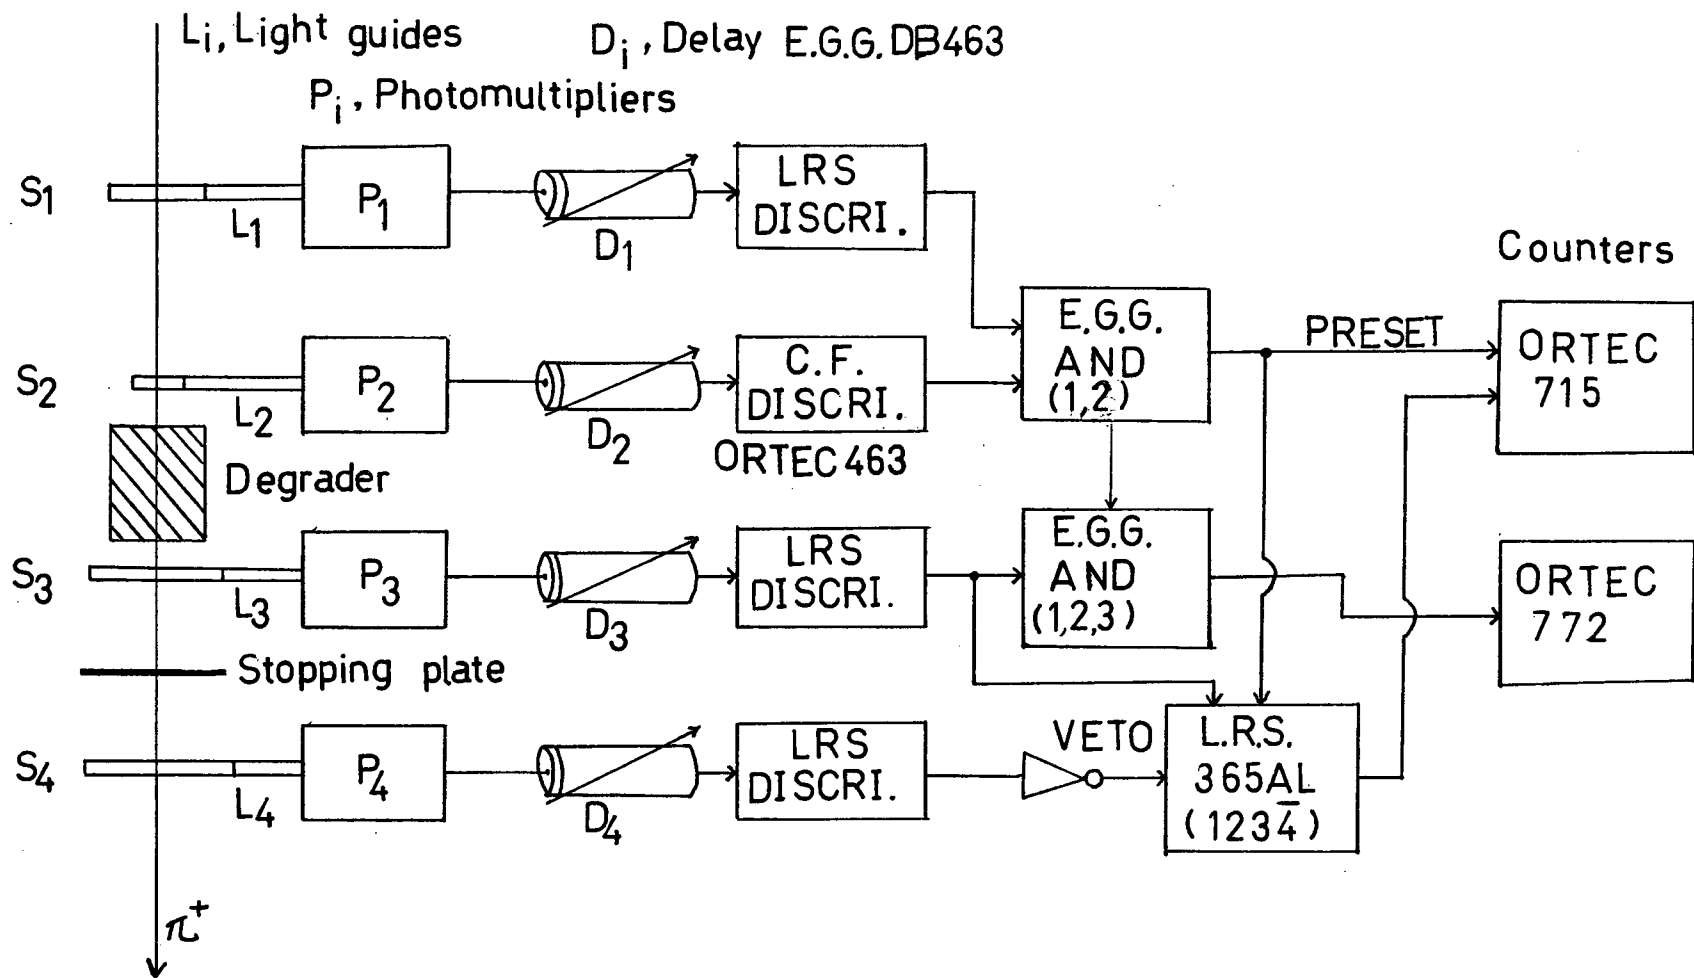 Li, Light guides
Di, Delay E.G.G. DB463
Pi, Photomultipliers
S1
L1
P1
D1
LRS
DISCRI.
Counters
S2
L2
P2
D2
C.F.
DISCRI.
ORTEC 463
E.G.G.
AND
(1,2)
PRESET
ORTEC
715
Degrader
S3
L3
P3
D3
LRS
DISCRI.
E.G.G.
AND
(1,2,3)
ORTEC
772
Stopping plate
S4
L4
P4
D4
LRS
DISCRI.
VETO
L.R.S.
365AL
(1234̅)
π+